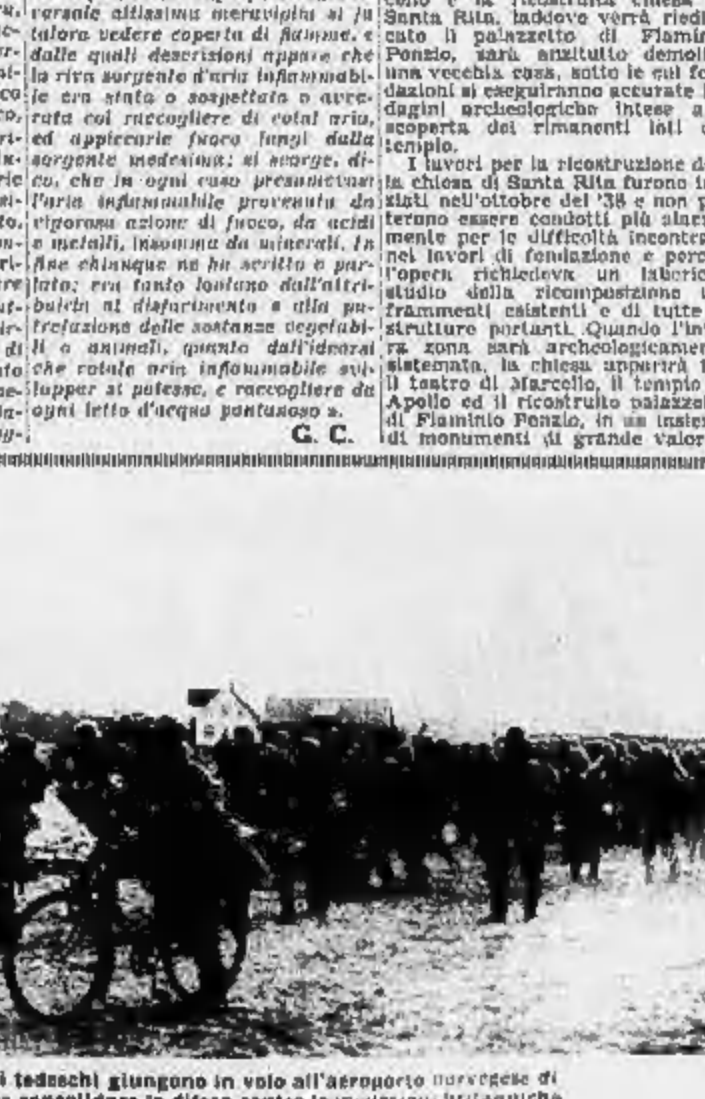 versale altissima meraviglia si fu
talora vedere coperta di fiamme, e
dalle quali descrizioni appare che
la riva sorgente d'aria infiammabi-
le era stata o sospettata o acce-
rata col raccogliere di cotal aria,
ed appiccarle fuoco lungi dalla
sorgente medesima; si scorge, di-
co, che in ogni caso
l'aria infiammabile provenuta da
vigorosa azione di fuoco, da acidi
e metalli, insomma da minerali. In
fine chiunque ne ha scritto o par-
lato; era tanto lontano dall'attri-
buirla al disfacimento e alla pu-
trefazione delle sostanze vegetabi-
li o animali, quanto dall'idearsi
che cotale aria infiammabile svi-
luppar si potesse, e raccogliere da
ogni letto d'acqua pantanoso ».
G. C.
Santa Rita, laddove verrà riedi
cato il palazzetto di Flamin
Ponzio, sarà anzitutto demoli
una vecchia casa, sotto le cui fo
dazioni si eseguiranno accurate i
dagini archeologiche intese a
scoperta dei rimanenti lati d
tempio.
I lavori per la ricostruzione de
la chiesa di Santa Rita furono in
ziati nell'ottobre del '38 e non p
terono essere condotti più alacr
mente per le difficoltà incontra
nei lavori di fondazione e perc
l'opera richiedeva un laborio
studio della ricomposizione d
frammenti esistenti e di tutte
strutture portanti. Quando l'int
ra zona sarà archeologicamen
sistemata, la chiesa apparirà f
il teatro di Marcello, il tempio
Apollo ed il ricostruito palazzet
di Flaminio Ponzio, in un insiem
di monumenti di grande valor
i tedeschi giungono in volo all'aeroporto norvegese di